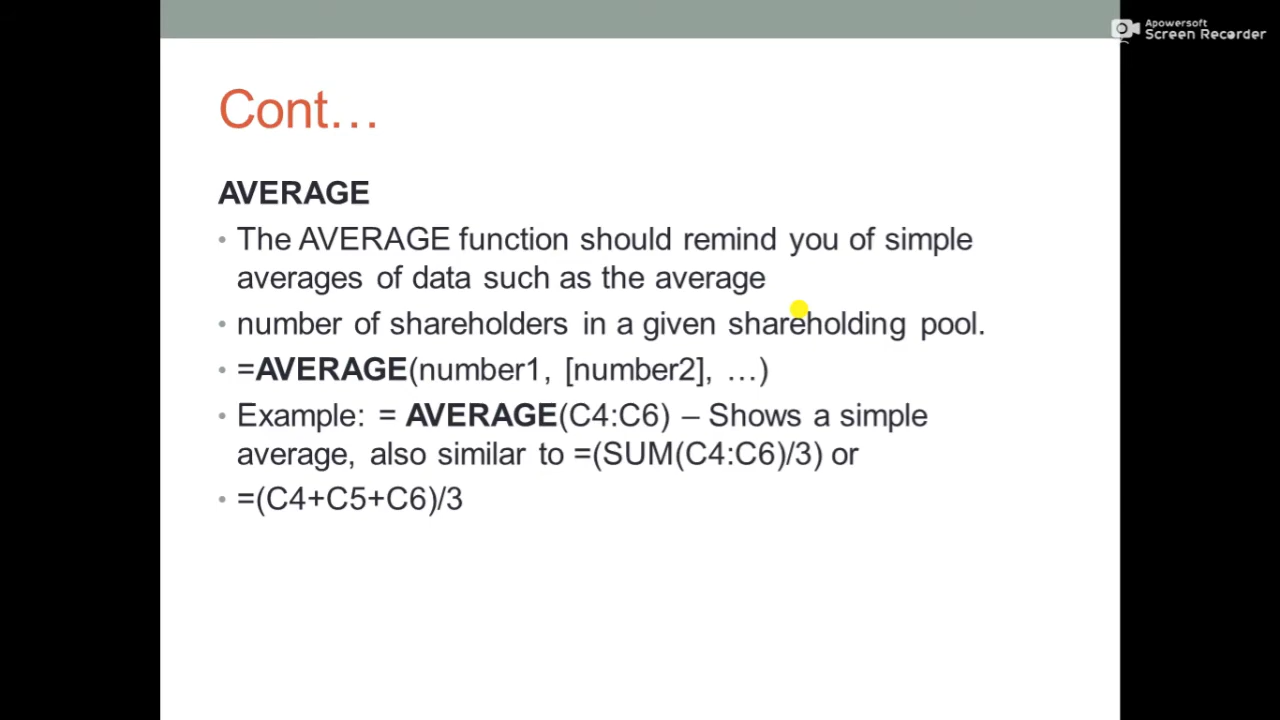 Apowersoft
Screen Recorder
Cont…
AVERAGE
• The AVERAGE function should remind you of simple
averages of data such as the average
• number of shareholders in a given shareholding pool.
• =AVERAGE(number1, [number2], …)
• Example: = AVERAGE(C4:C6) – Shows a simple
average, also similar to =(SUM(C4:C6)/3) or
• =(C4+C5+C6)/3